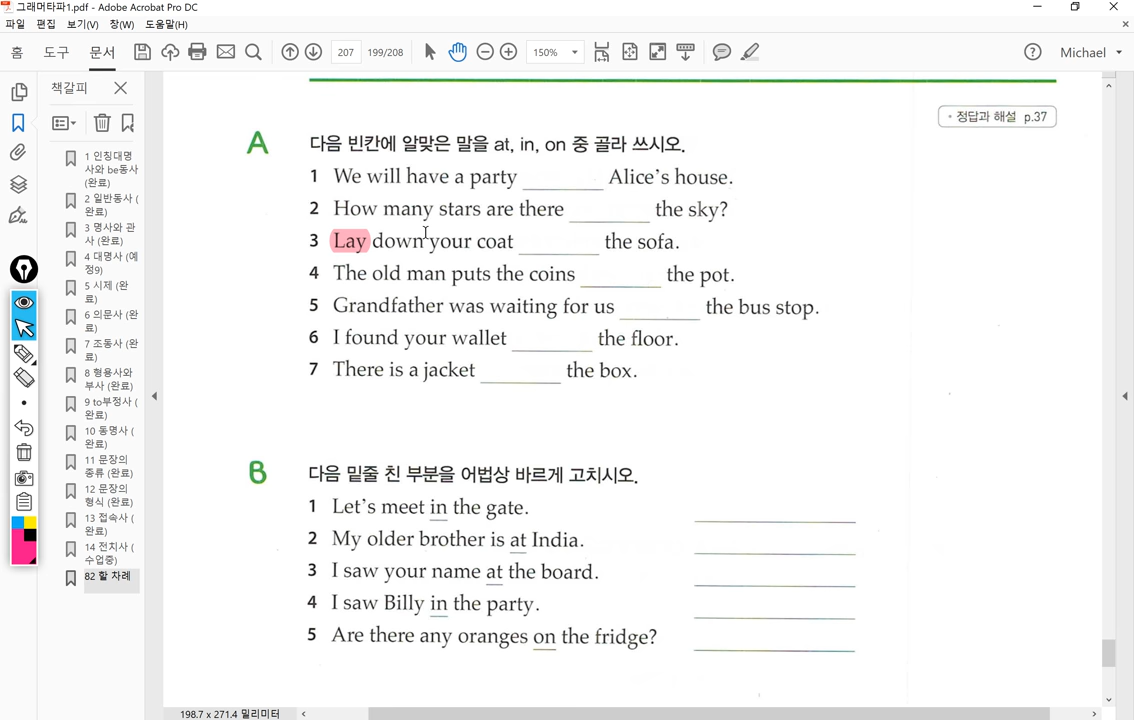 그래머타파1.pdf - Adobe Acrobat Pro DC
파일 편집 보기(V) 창(W) 도움말(H)
홈 도구 문서 207 199/208 150% Michael
책갈피
1 인칭대명
사와 be동사
(완료)
2 일반동사 (
완료)
3 명사와 관
사 (완료)
4 대명사 (예
정9)
5 시제 (완
료)
6 의문사 (완
료)
7 조동사 (완
료)
8 형용사와
부사 (완료)
9 to부정사 (
완료)
10 동명사 (
완료)
11 문장의
종류 (완료)
12 문장의
형식 (완료)
13 접속사 (
완료)
14 전치사 (
수업중)
82 할 차례
• 정답과 해설 p.37
A 다음 빈칸에 알맞은 말을 at, in, on 중 골라 쓰시오.
1 We will have a party ________ Alice's house.
2 How many stars are there ________ the sky?
3 Lay down your coat ________ the sofa.
4 The old man puts the coins ________ the pot.
5 Grandfather was waiting for us ________ the bus stop.
6 I found your wallet ________ the floor.
7 There is a jacket ________ the box.
B 다음 밑줄 친 부분을 어법상 바르게 고치시오.
1 Let's meet in the gate.
2 My older brother is at India.
3 I saw your name at the board.
4 I saw Billy in the party.
5 Are there any oranges on the fridge?
198.7 x 271.4 밀리미터